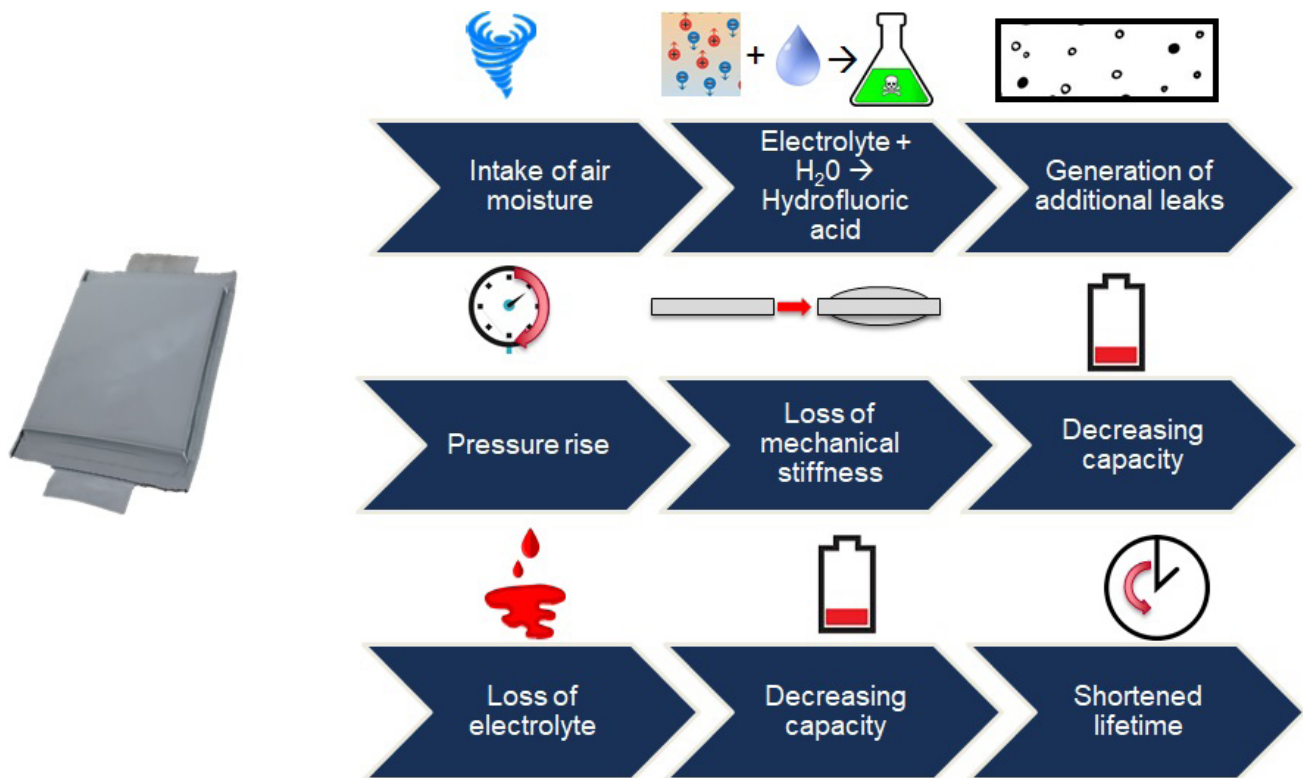 +
→
Intake of air
moisture
Electrolyte +
H₂0 →
Hydrofluoric
acid
Generation of
additional leaks
Pressure rise
Loss of
mechanical
stiffness
Decreasing
capacity
Loss of
electrolyte
Decreasing
capacity
Shortened
lifetime